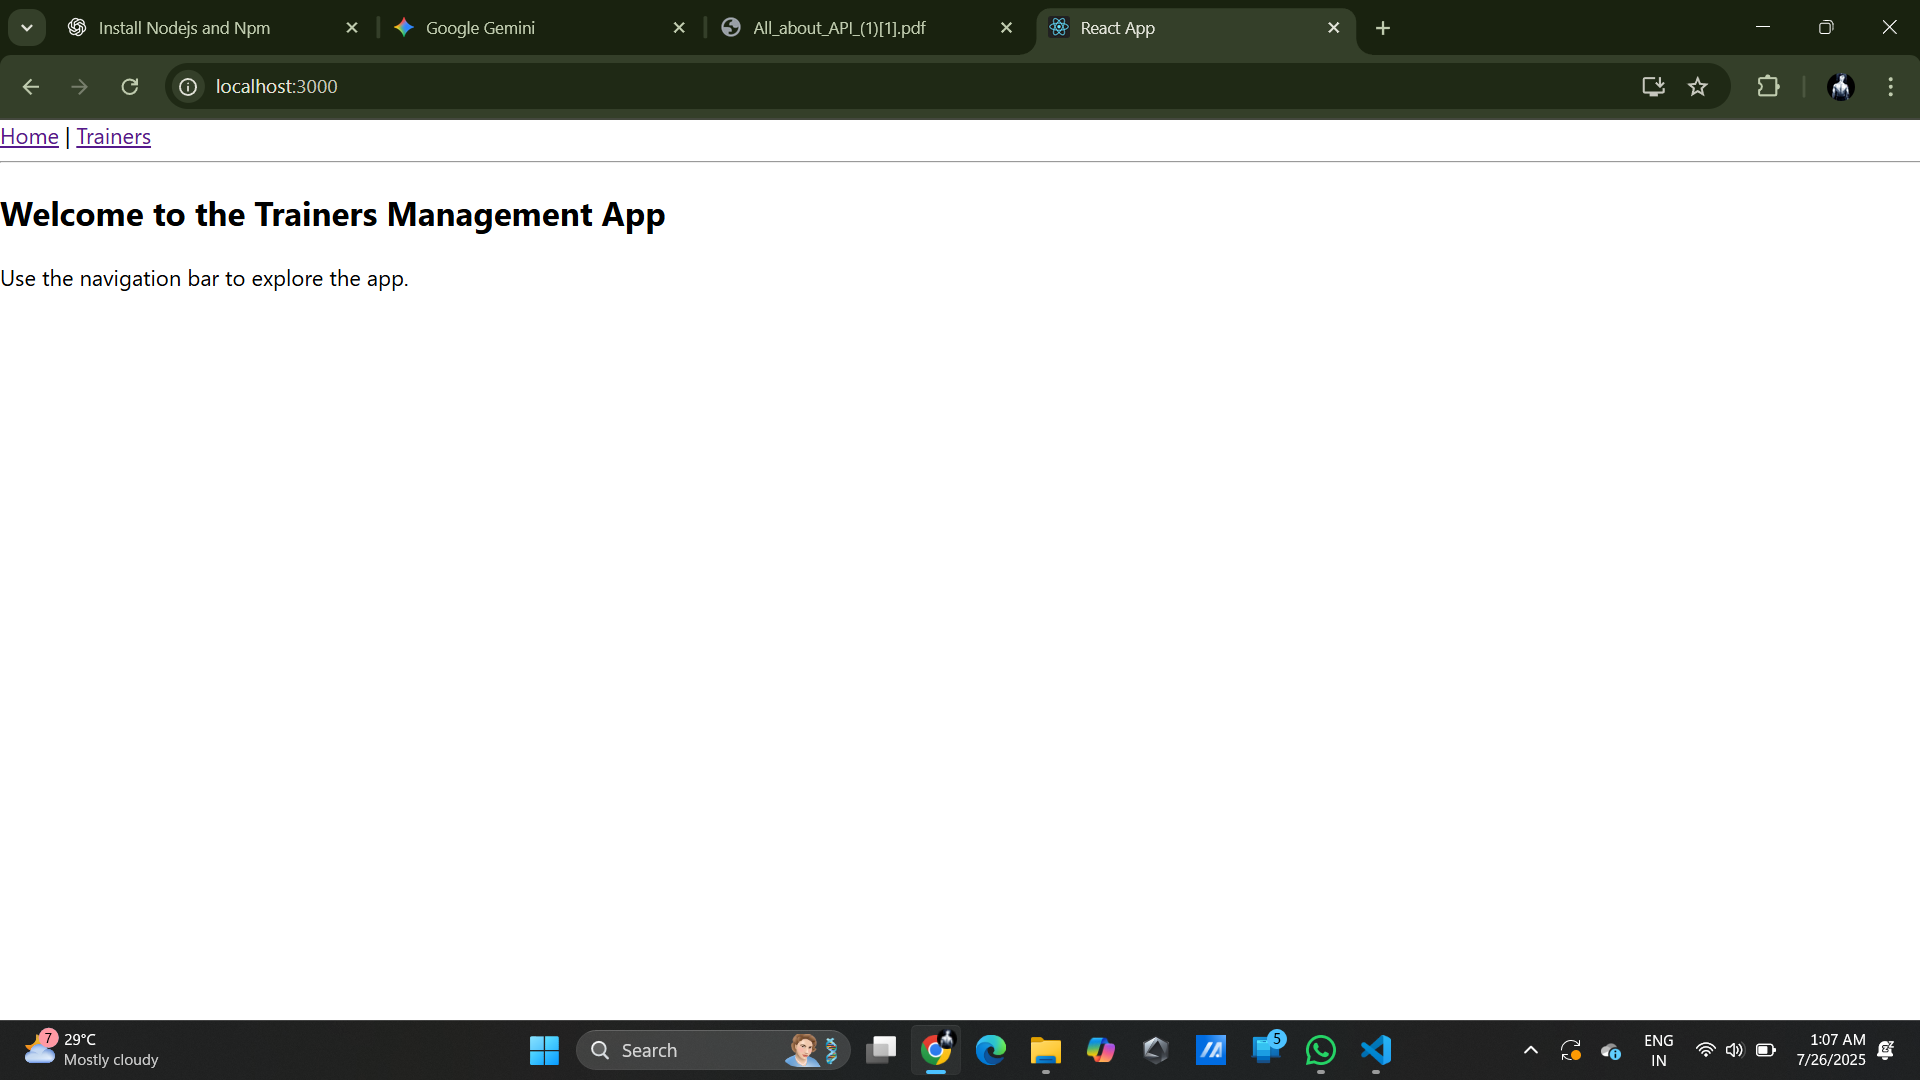 Install Nodejs and Npm
Google Gemini
All_about_API_(1)[1].pdf
React App
localhost:3000
Home | Trainers
Welcome to the Trainers Management App
Use the navigation bar to explore the app.
7
29°C
Mostly cloudy
Search
5
ENG
IN
1:07 AM
7/26/2025